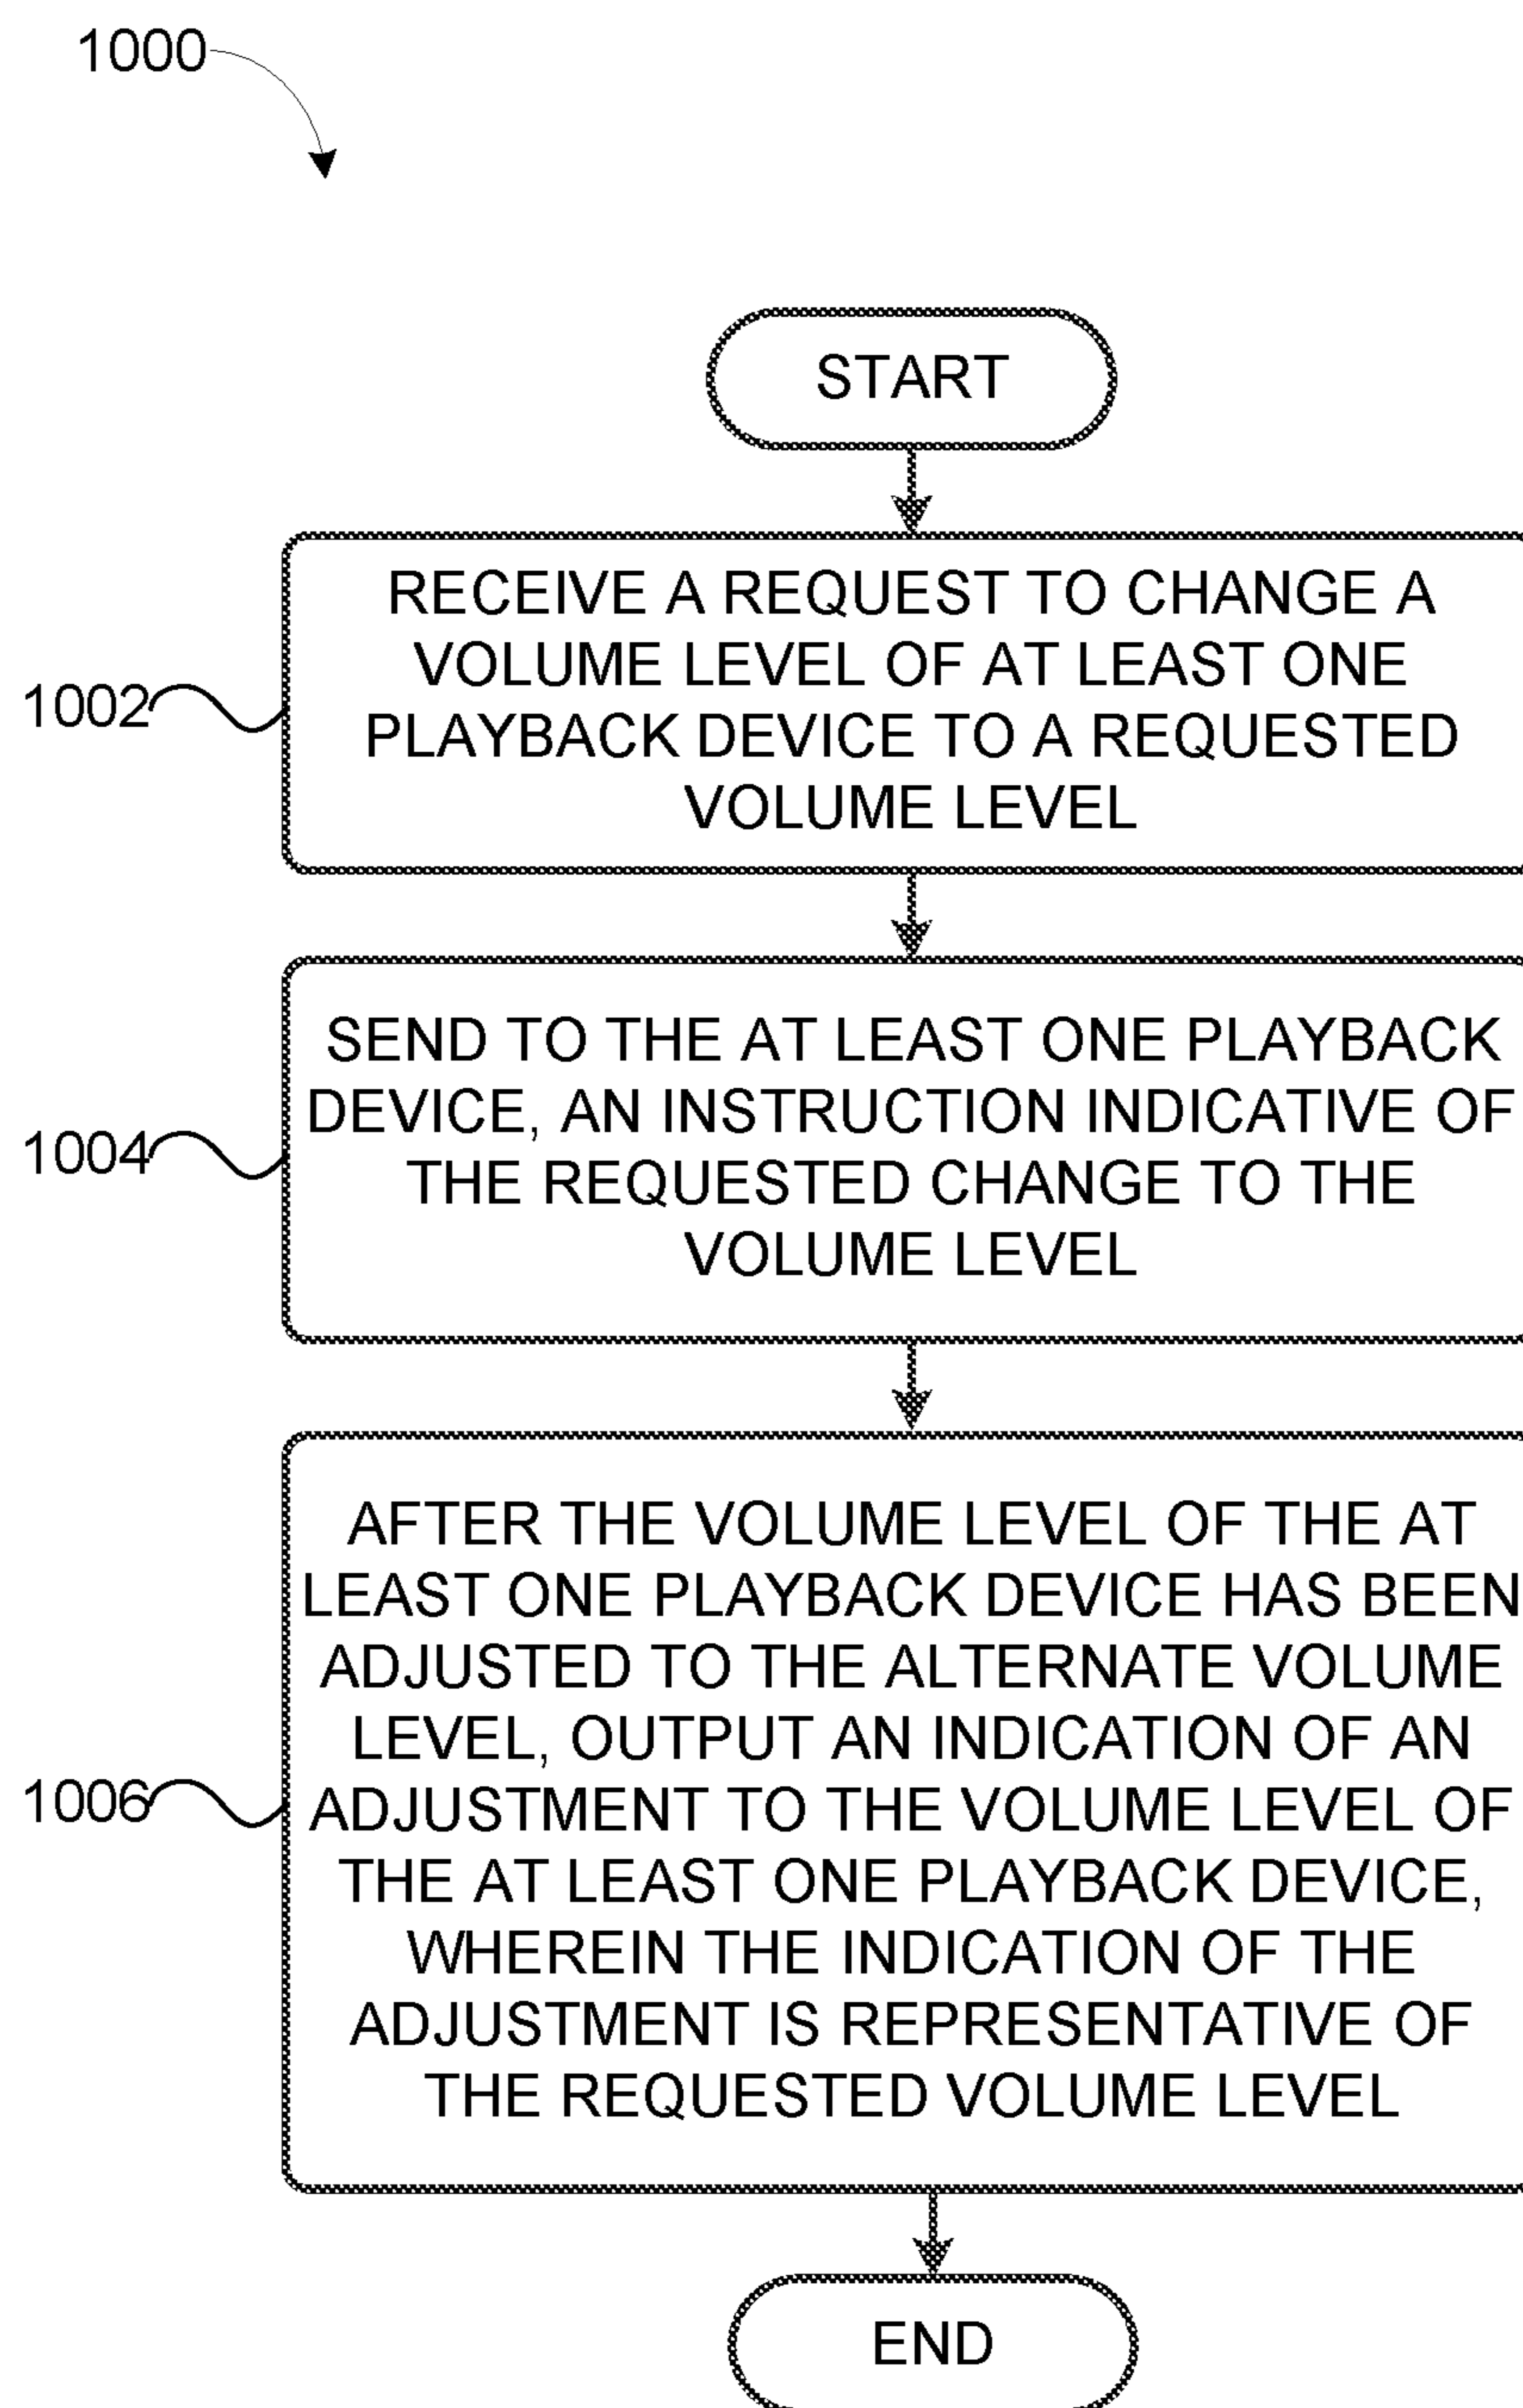 1000
START
1002
RECEIVE A REQUEST TO CHANGE A
VOLUME LEVEL OF AT LEAST ONE
PLAYBACK DEVICE TO A REQUESTED
VOLUME LEVEL
1004
SEND TO THE AT LEAST ONE PLAYBACK
DEVICE, AN INSTRUCTION INDICATIVE OF
THE REQUESTED CHANGE TO THE
VOLUME LEVEL
1006
AFTER THE VOLUME LEVEL OF THE AT
LEAST ONE PLAYBACK DEVICE HAS BEEN
ADJUSTED TO THE ALTERNATE VOLUME
LEVEL, OUTPUT AN INDICATION OF AN
ADJUSTMENT TO THE VOLUME LEVEL OF
THE AT LEAST ONE PLAYBACK DEVICE,
WHEREIN THE INDICATION OF THE
ADJUSTMENT IS REPRESENTATIVE OF
THE REQUESTED VOLUME LEVEL
END